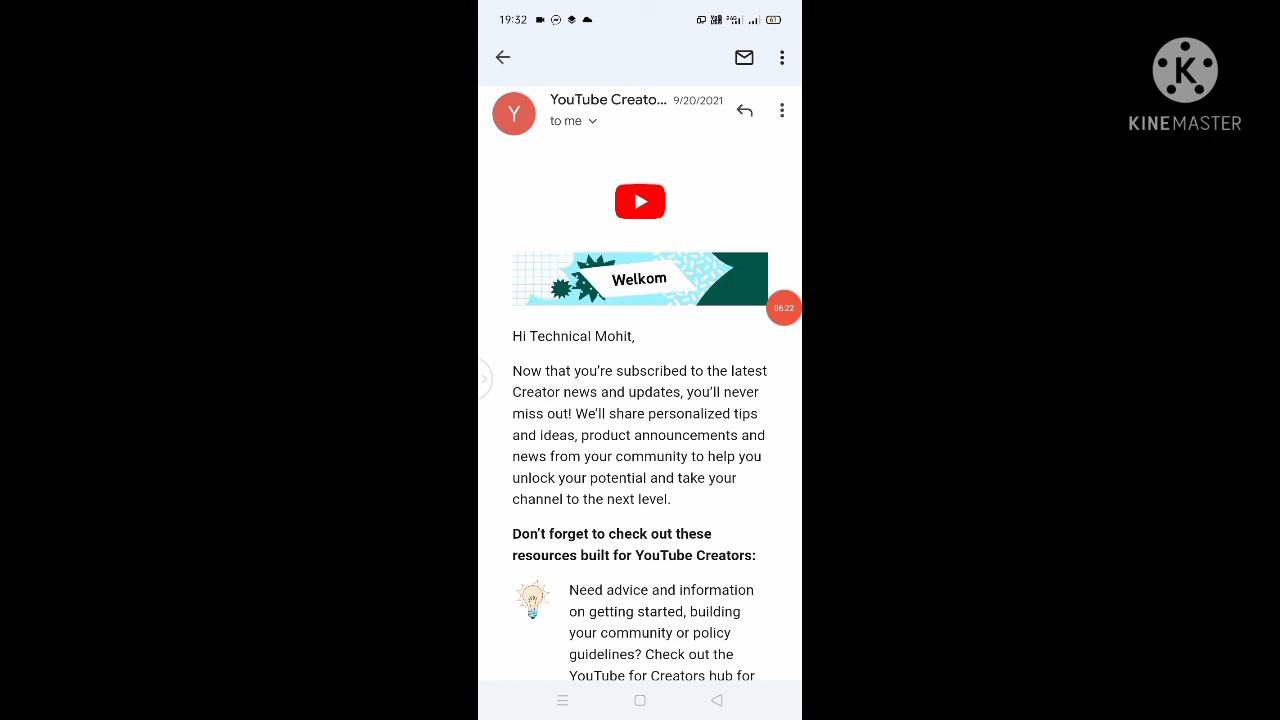 19:32
61
K
KINEMASTER
Y
YouTube Creato... 9/20/2021
to me
Welkom
06:22
Hi Technical Mohit,
Now that you're subscribed to the latest
Creator news and updates, you'll never
miss out! We'll share personalized tips
and ideas, product announcements and
news from your community to help you
unlock your potential and take your
channel to the next level.
Don't forget to check out these
resources built for YouTube Creators:
Need advice and information
on getting started, building
your community or policy
guidelines? Check out the
YouTube for Creators hub for